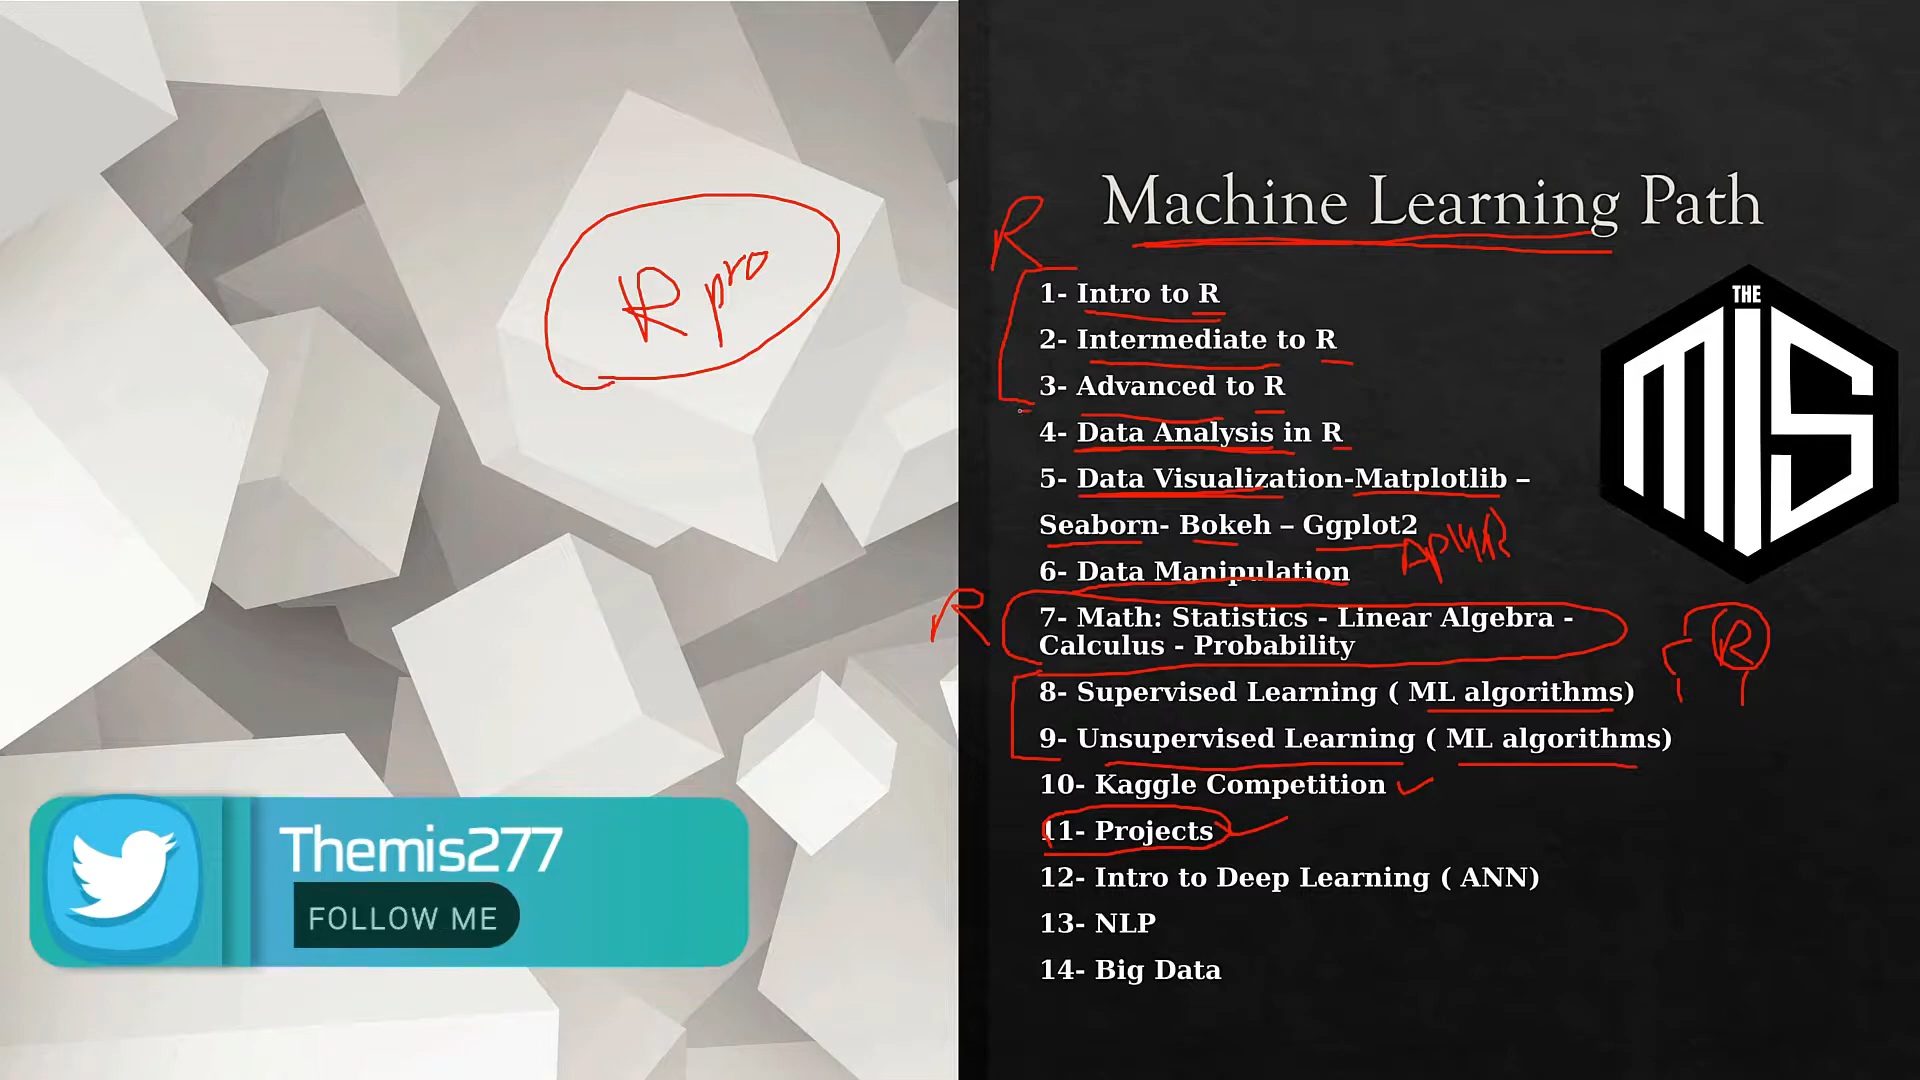 R pro
Themis277
FOLLOW ME
Machine Learning Path
R
1- Intro to R
2- Intermediate to R
3- Advanced to R
4- Data Analysis in R
5- Data Visualization-Matplotlib –
Seaborn- Bokeh – Ggplot2
6- Data Manipulation
R
7- Math: Statistics - Linear Algebra -
Calculus - Probability
R
8- Supervised Learning ( ML algorithms)
9- Unsupervised Learning ( ML algorithms)
10- Kaggle Competition
11- Projects
12- Intro to Deep Learning ( ANN)
13- NLP
14- Big Data
THE
MIS